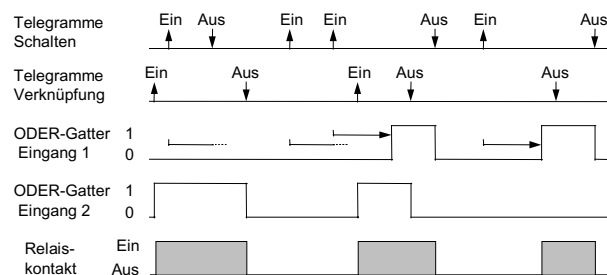 Telegramme
Schalten
Ein Aus Ein Ein Aus Ein Aus
Telegramme
Verknüpfung
Ein Aus Ein Aus Aus
ODER-Gatter 1
Eingang 1 0
ODER-Gatter 1
Eingang 2 0
Relais- Ein
kontakt Aus